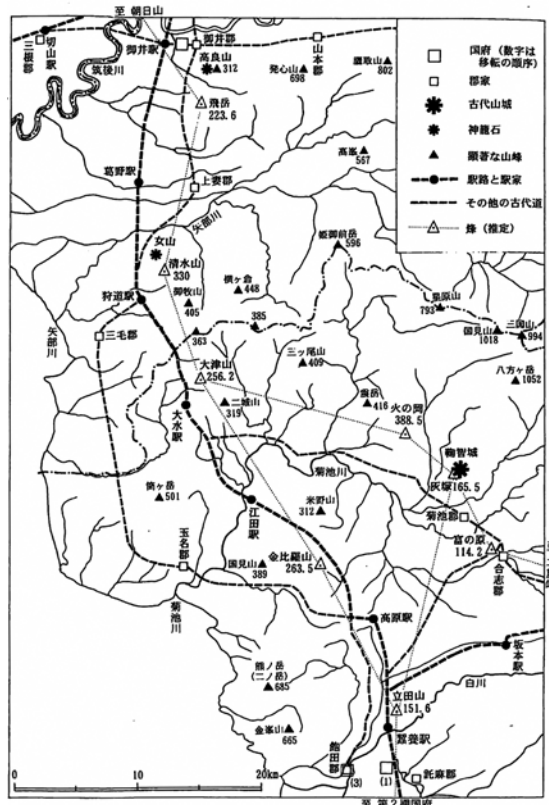 至 朝日山
国府（数字は
移転の順序）
郡家
古代山城
神籠石
顕著な山峰
駅路と駅家
その他の古代道
烽（推定）
切山駅
三根郡
筑後川
御井駅
御井郡
高良山
312
山本郡
発心山
698
鷹取山
802
飛岳
223.6
高峯
567
葛野駅
上妻郡
矢部川
女山
清水山
330
姫御前岳
596
横ヶ倉
448
御牧山
405
狩道駅
385
363
793
国見山
1018
三国山
994
矢部川
三毛郡
三ッ尾山
409
八方ヶ岳
1052
大津山
256.2
二城山
319
大水駅
震岳
416
火の岡
388.5
鞠智城
灰塚165.5
菊池川
筒ヶ岳
501
米野山
312
菊池郡
江田駅
富の原
114.2
合志郡
玉名郡
国見山
389
金比羅山
263.5
菊池川
高原駅
坂本駅
白川
熊ノ岳
（二ノ岳）
685
立田山
151.6
金峯山
665
蚕養駅
飽田郡
(3)
(1)
託麻郡
0
10
20km
至 第2期国府